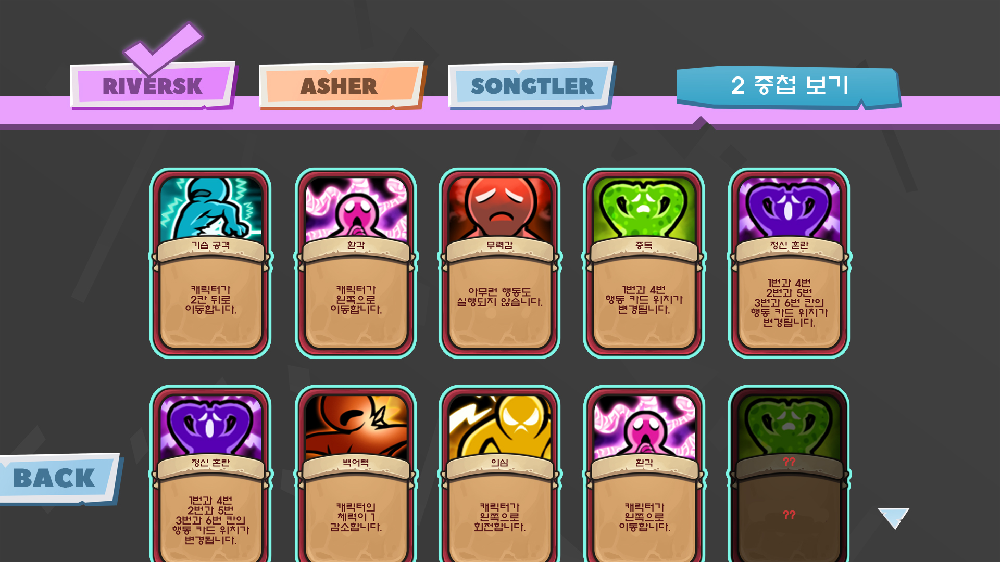 RIVERSK
ASHER
SONGTLER
2 중첩 보기
기습 공격
환각
무력감
중독
정신 혼란
캐릭터가
2칸 뒤로
이동합니다.
캐릭터가
왼쪽으로
이동합니다.
아무런 행동도
실행되지 않습니다.
1번과 4번
행동 카드 위치가
변경됩니다.
1번과 4번
2번과 5번
3번과 6번 칸의
행동 카드 위치가
변경됩니다.
정신 혼란
백어택
의심
환각
??
1번과 4번
2번과 5번
3번과 6번 칸의
행동 카드 위치가
변경됩니다.
캐릭터의
체력이 1
감소합니다.
캐릭터가
왼쪽으로
회전합니다.
캐릭터가
왼쪽으로
이동합니다.
??
BACK